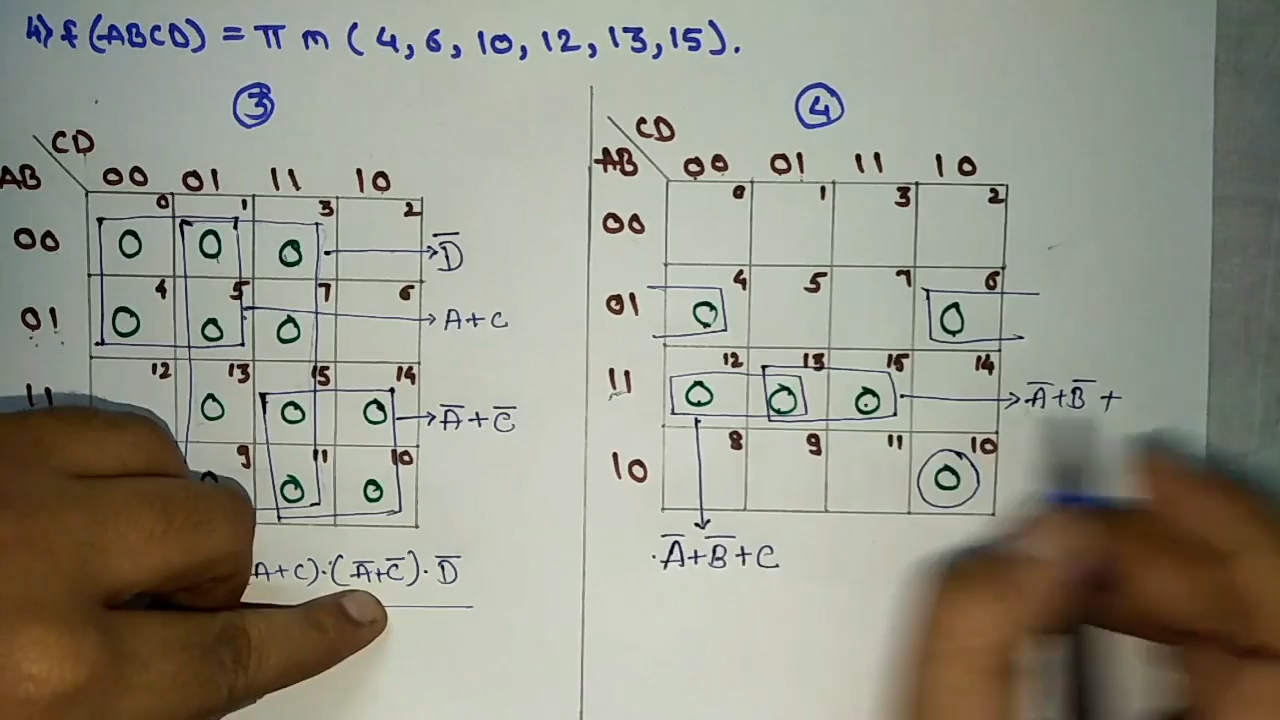 4) f (ABCD) = π m ( 4, 6, 10, 12, 13, 15 ).
③
CD
AB 00 01 11 10
00 0 0 1 0 3 0 2
01 4 0 5 0 7 0 6
11 12 13 0 15 0 14 0
9 11 0 10 0
D̅
A+C
A̅+C̅
A+C)·(A̅+C̅)·D̅
④
CD
AB 00 01 11 10
00 0 1 3 2
01 4 0 5 7 6 0
11 12 0 13 0 15 0 14
10 8 9 11 10 0
A̅+B̅+
A̅+B̅+C